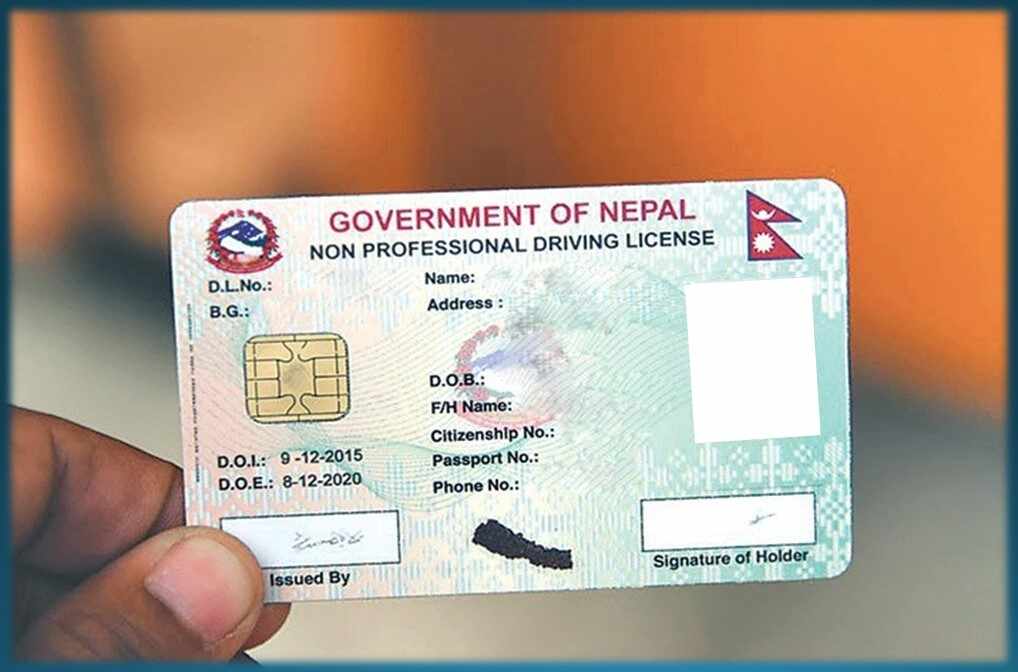 GOVERNMENT OF NEPAL
NON PROFESSIONAL DRIVING LICENSE
D.L.No.:
B.G.:
Name:
Address :
D.O.B.:
F/H Name:
Citizenship No.:
D.O.I.: 9 -12-2015
Passport No.:
D.O.E.: 8-12-2020
Phone No.:
Issued By
Signature of Holder